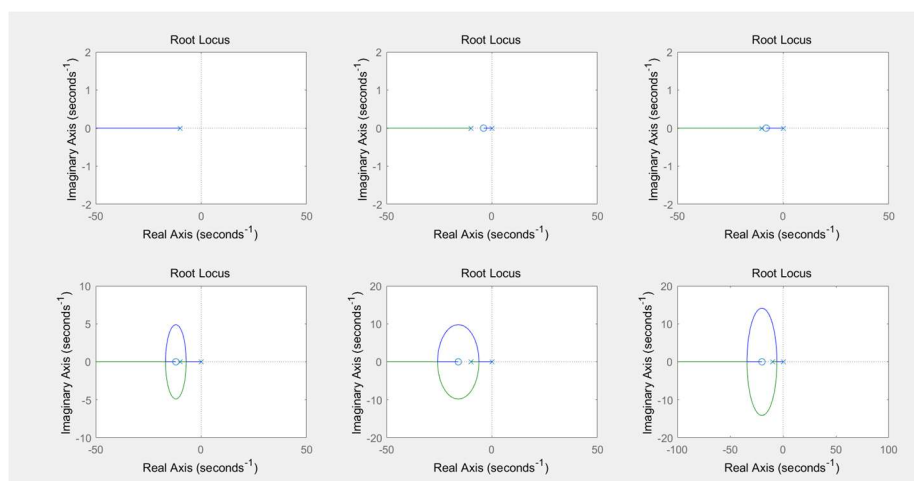 Root Locus
Root Locus
Root Locus
2
1
0
-1
-2
-50
0
50
Imaginary Axis (seconds⁻¹)
Real Axis (seconds⁻¹)
2
1
0
-1
-2
-50
0
50
Imaginary Axis (seconds⁻¹)
Real Axis (seconds⁻¹)
2
1
0
-1
-2
-50
0
50
Imaginary Axis (seconds⁻¹)
Real Axis (seconds⁻¹)
Root Locus
Root Locus
Root Locus
10
5
0
-5
-10
-50
0
50
Imaginary Axis (seconds⁻¹)
Real Axis (seconds⁻¹)
20
10
0
-10
-20
-50
0
50
Imaginary Axis (seconds⁻¹)
Real Axis (seconds⁻¹)
20
10
0
-10
-20
-100
-50
0
50
100
Imaginary Axis (seconds⁻¹)
Real Axis (seconds⁻¹)